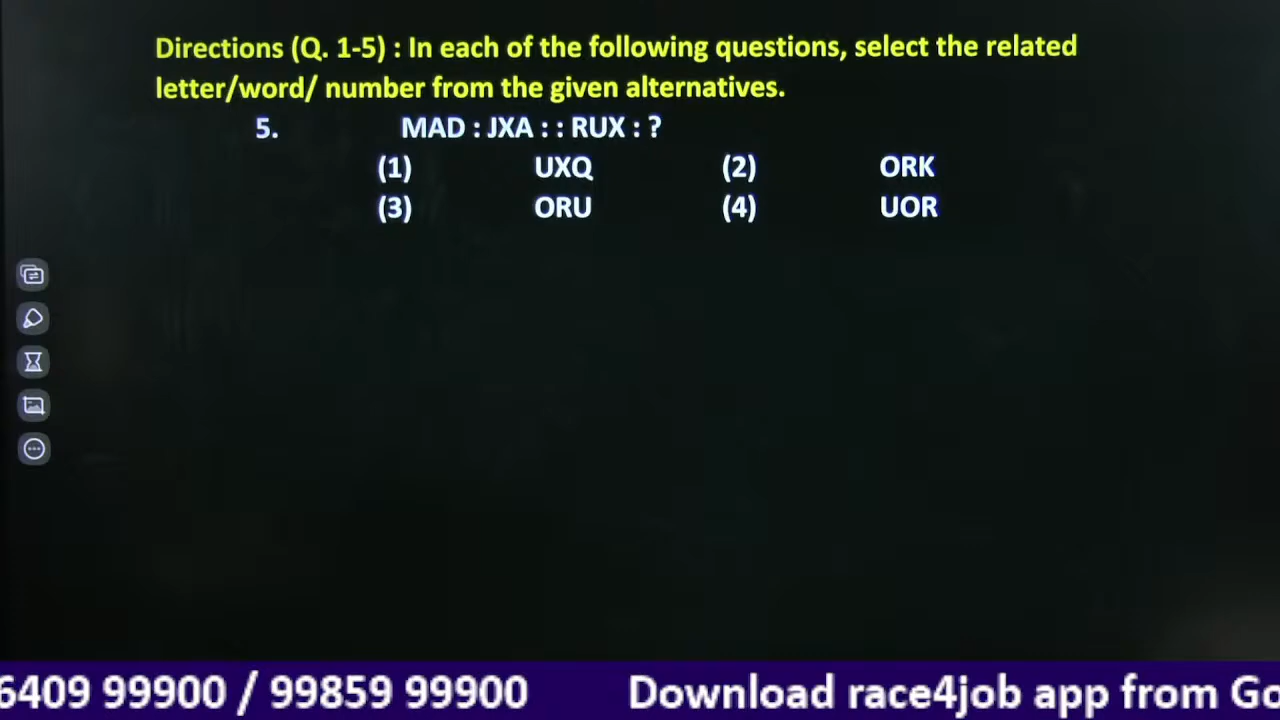 Directions (Q. 1-5) : In each of the following questions, select the related
letter/word/ number from the given alternatives.
5. MAD : JXA : : RUX : ?
(1) UXQ (2) ORK
(3) ORU (4) UOR
6409 99900 / 99859 99900 Download race4job app from Go